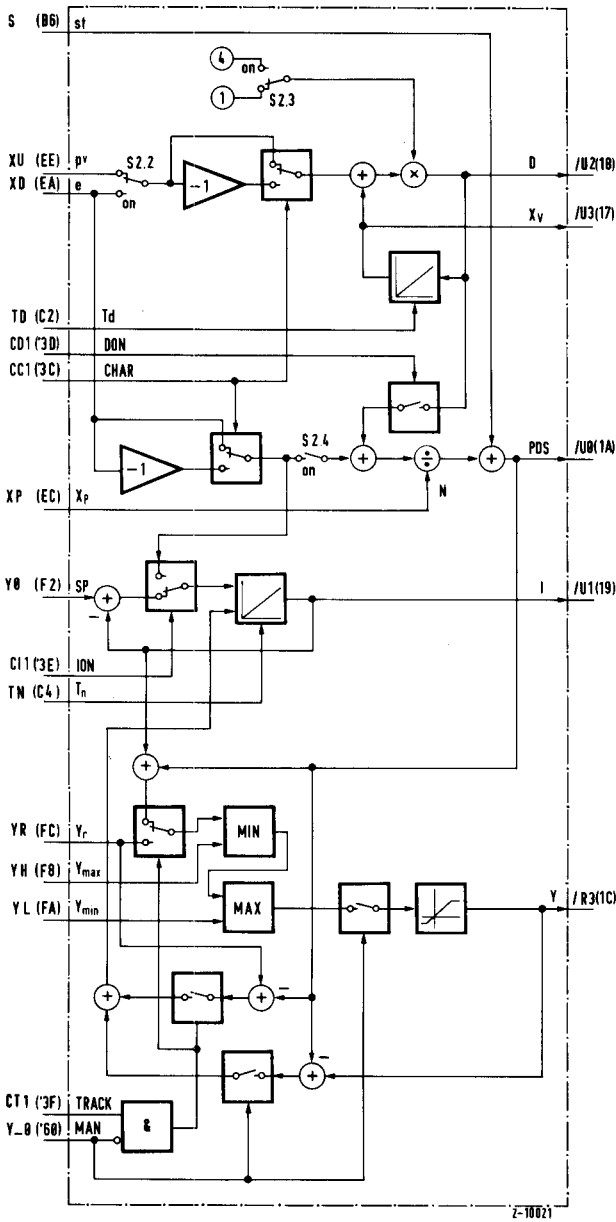 S (B6) st
4
on
1
S2.3
XU (EE) pv
S2.2
XD (EA) e
on
-1
+
×
D /U2(18)
Xv /U3(17)
TD (C2) Td
CD1 ('3D) DON
CC1 ('3C) CHAR
-1
S2.4
on
+
÷
+
PDS /U0(1A)
XP (EC) Xp
N
Y0 (F2) SP
+
−
I /U1(19)
CI1 ('3E) ION
TN (C4) Tn
+
YR (FC) Yr
MIN
YH (F8) Ymax
YL (FA) Ymin
MAX
Y /R3(1C)
+
+
−
−
+
CT1 ('3F) TRACK
&
Y_0 ('60) MAN
Z-10021